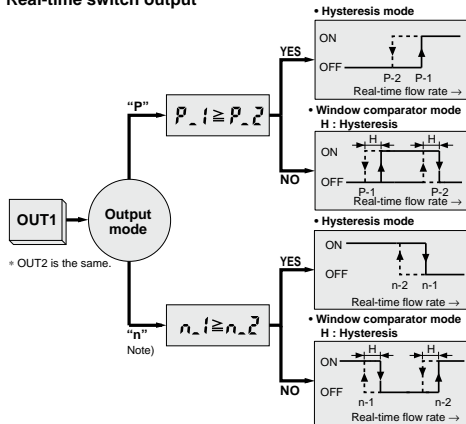 Real-time switch output
OUT1
∗ OUT2 is the same.
Output
mode
“P”
P_1≧P_2
YES
• Hysteresis mode
ON
OFF
P-2 P-1
Real-time flow rate →
NO
• Window comparator mode
H : Hysteresis
H H
ON
OFF
P-1 P-2
Real-time flow rate →
“n”
Note)
n_1≧n_2
YES
• Hysteresis mode
ON
OFF
n-2 n-1
Real-time flow rate →
NO
• Window comparator mode
H : Hysteresis
H H
ON
OFF
n-1 n-2
Real-time flow rate →